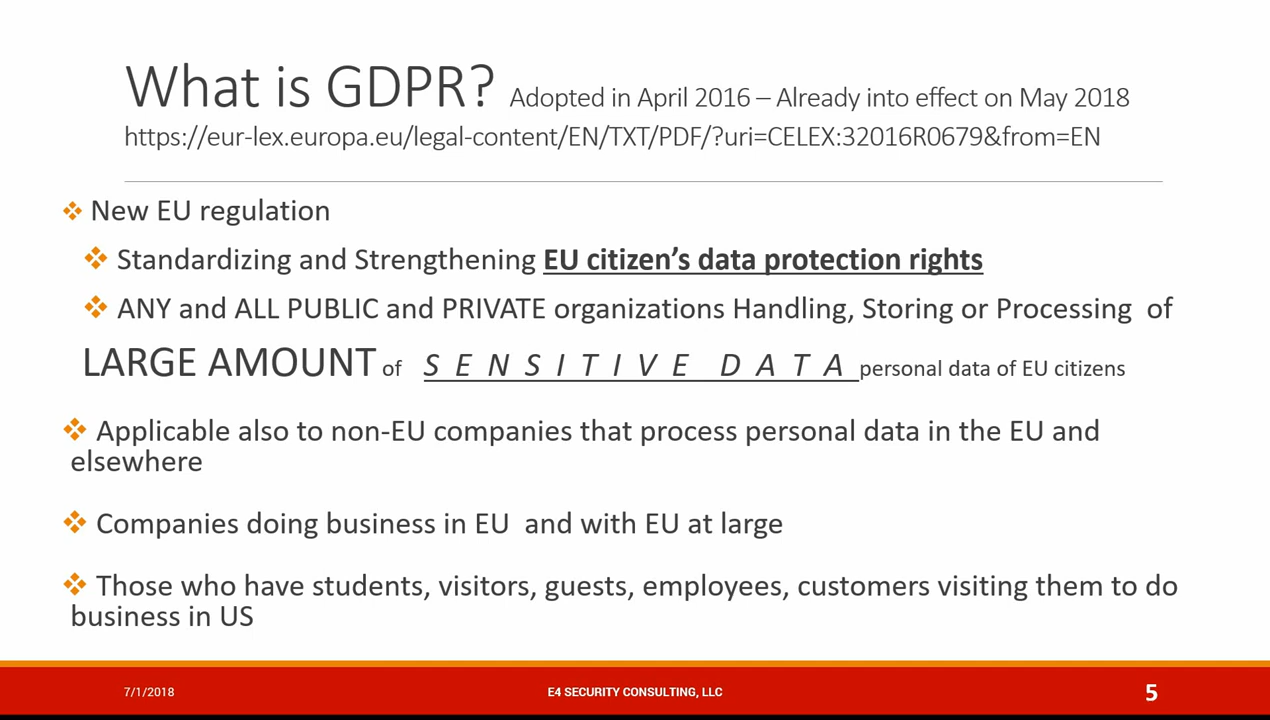 What is GDPR? Adopted in April 2016 – Already into effect on May 2018
https://eur-lex.europa.eu/legal-content/EN/TXT/PDF/?uri=CELEX:32016R0679&from=EN
❖ New EU regulation
❖ Standardizing and Strengthening EU citizen’s data protection rights
❖ ANY and ALL PUBLIC and PRIVATE organizations Handling, Storing or Processing of
LARGE AMOUNT of S E N S I T I V E D A T A personal data of EU citizens
❖ Applicable also to non-EU companies that process personal data in the EU and
elsewhere
❖ Companies doing business in EU and with EU at large
❖ Those who have students, visitors, guests, employees, customers visiting them to do
business in US
7/1/2018 E4 SECURITY CONSULTING, LLC 5